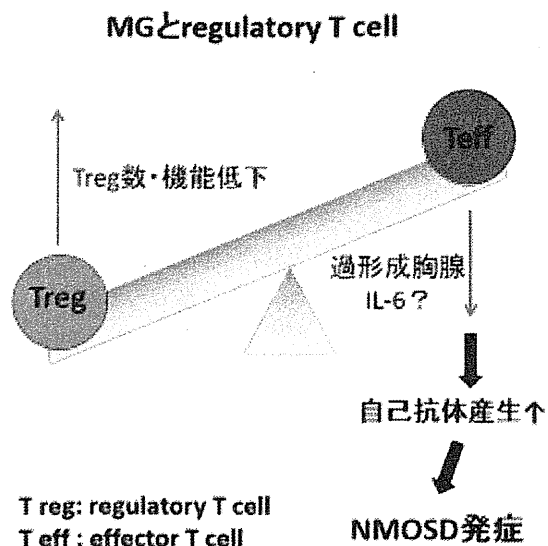 MGとregulatory T cell
Teff
Treg数・機能低下
Treg
過形成胸腺
IL-6？
自己抗体産生↑
NMOSD発症
T reg: regulatory T cell
T eff : effector T cell